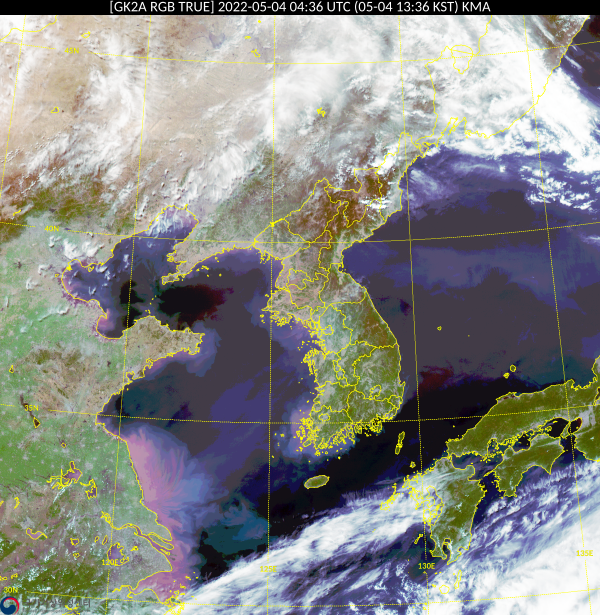 [GK2A RGB TRUE] 2022-05-04 04:36 UTC (05-04 13:36 KST) KMA
40N
35N
120E
125E
130E
135E
30N